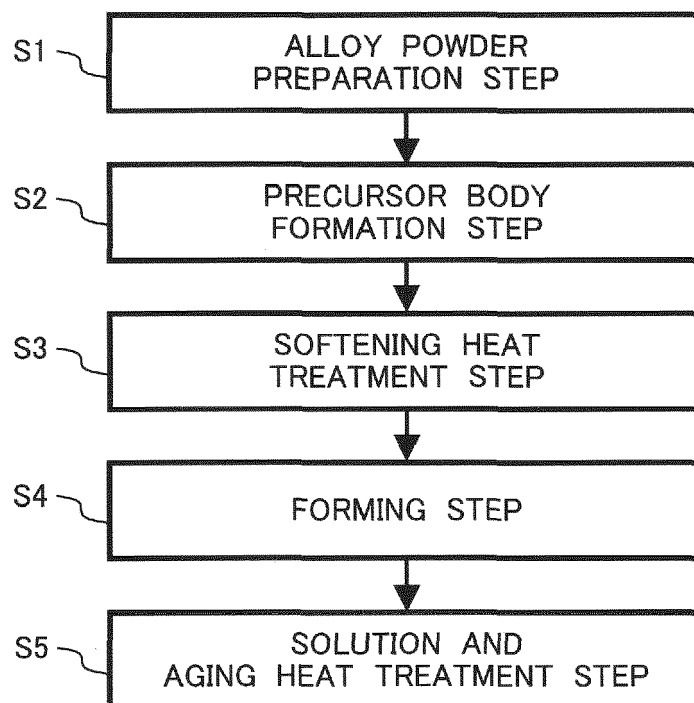 S1
ALLOY POWDER
PREPARATION STEP
S2
PRECURSOR BODY
FORMATION STEP
S3
SOFTENING HEAT
TREATMENT STEP
S4
FORMING STEP
S5
SOLUTION AND
AGING HEAT TREATMENT STEP